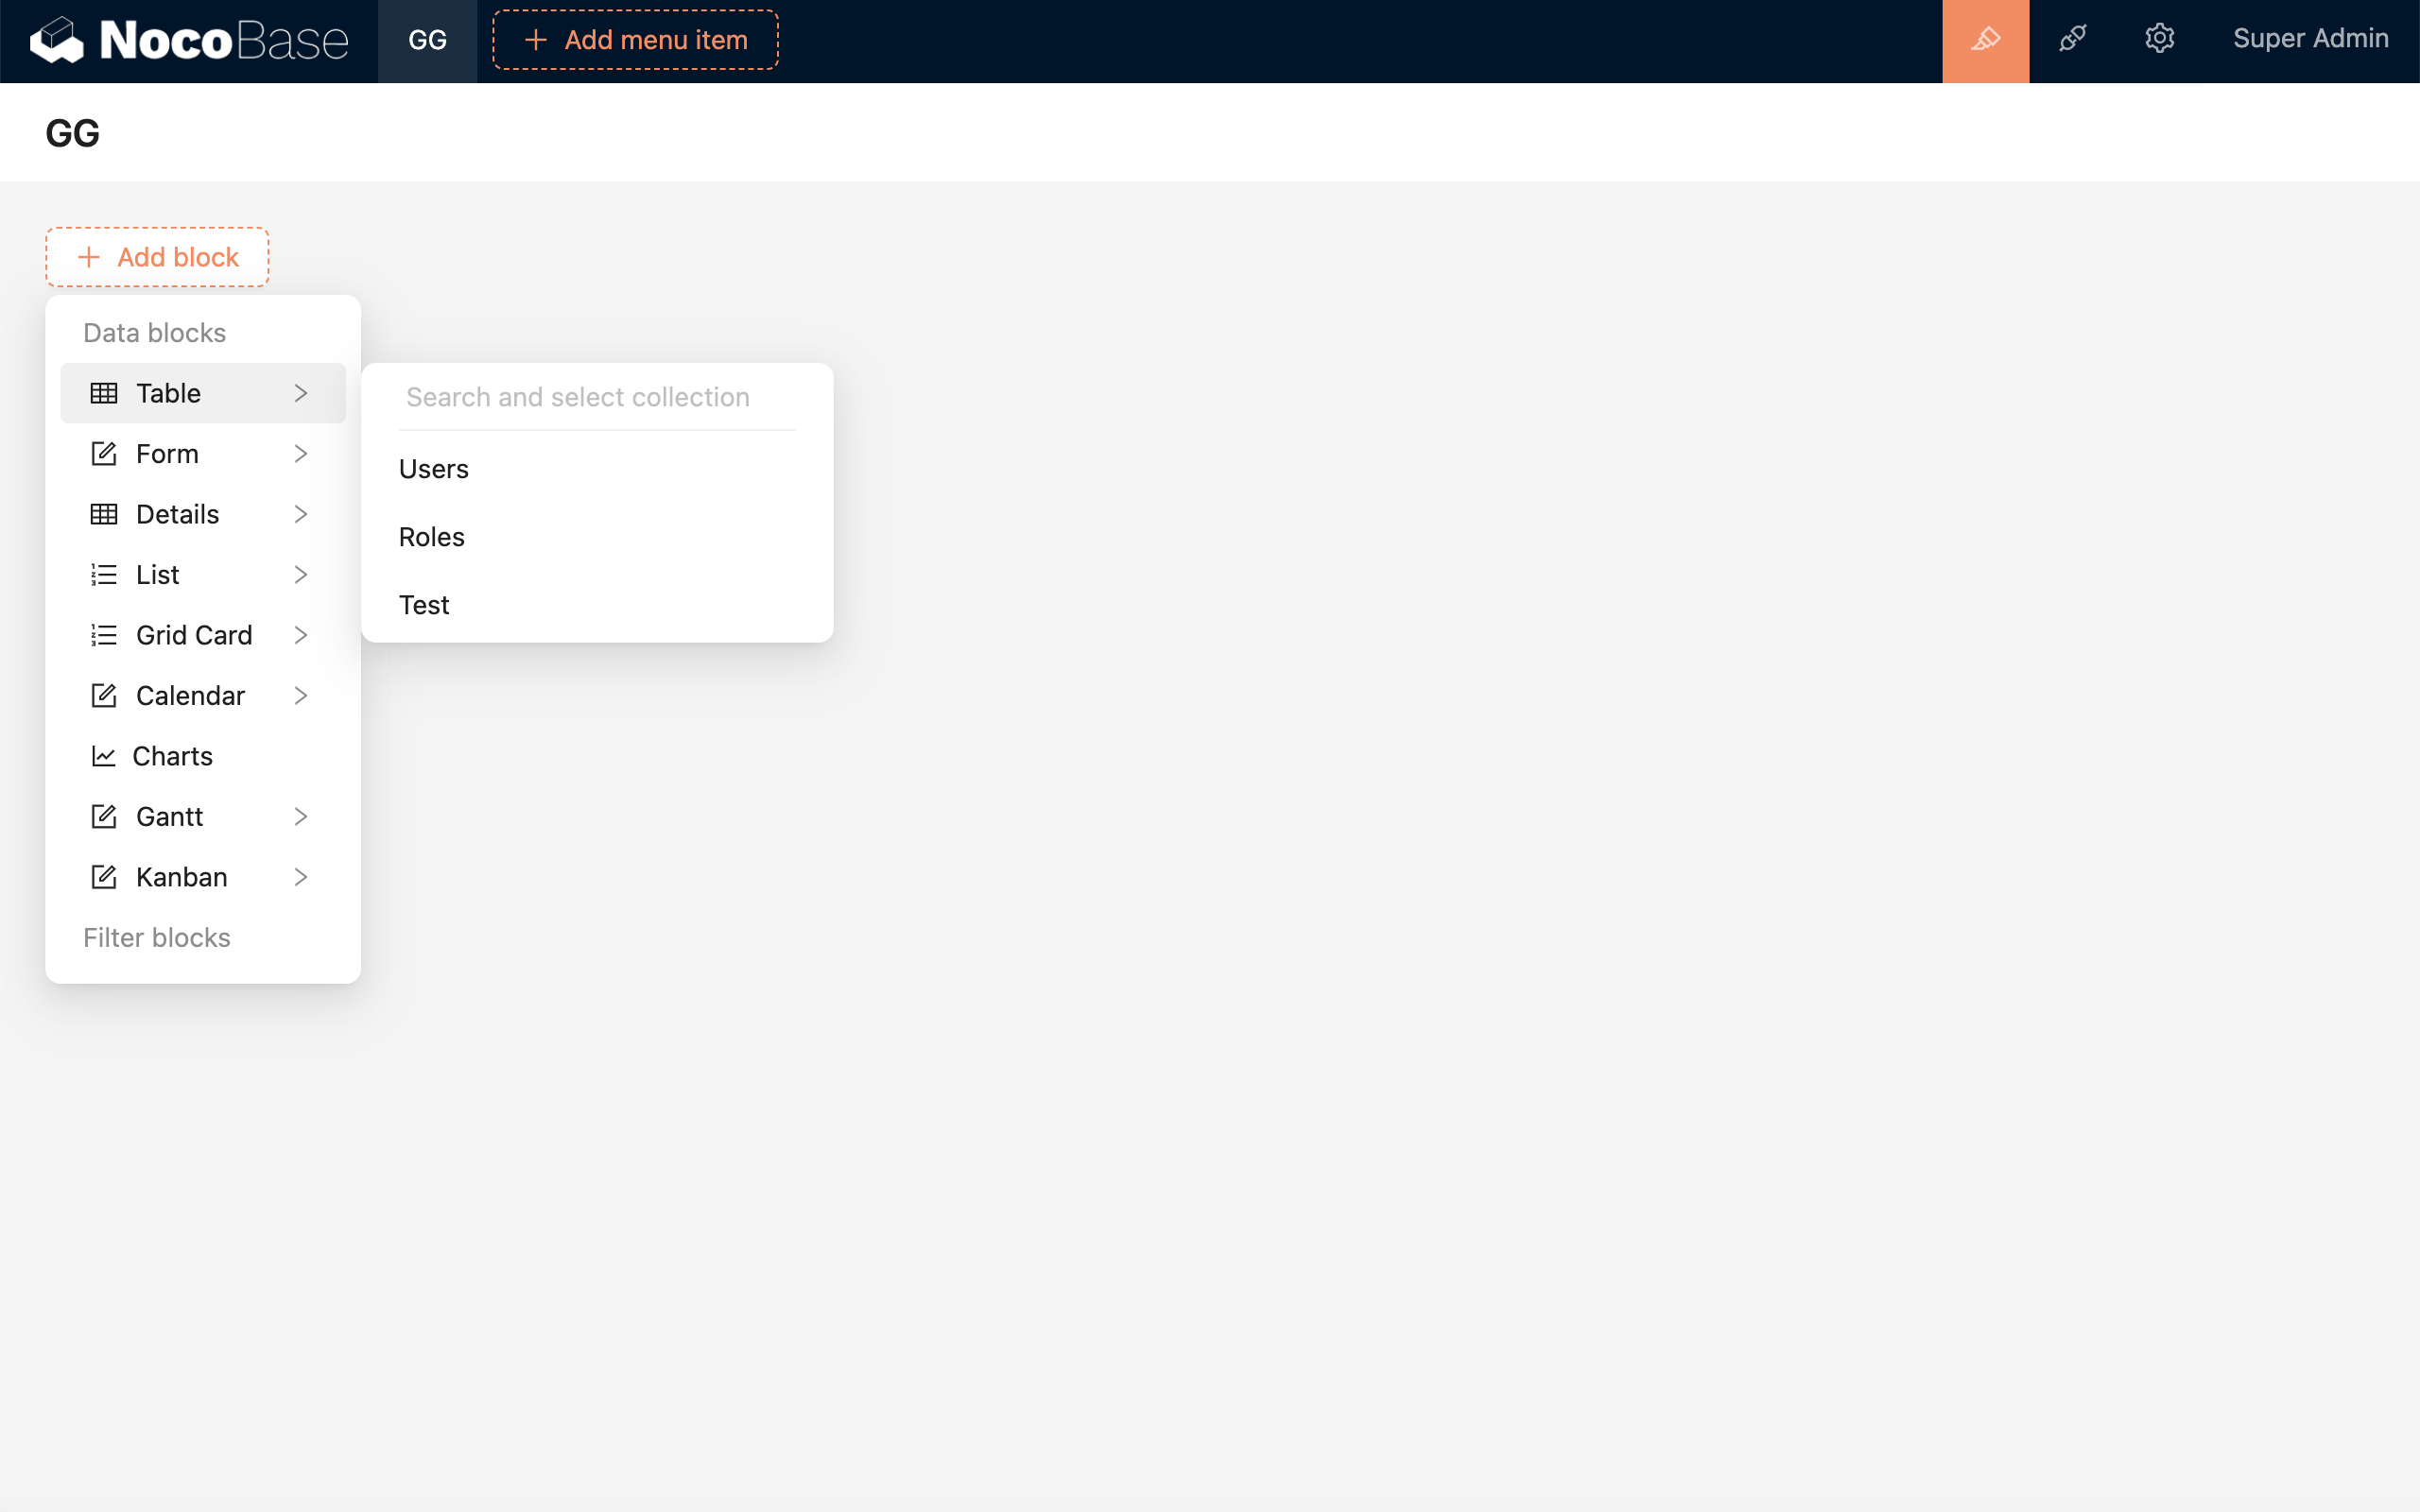 NocoBase GG Add menu item Super Admin
GG
Add block
Data blocks
Table
Form
Details
List
Grid Card
Calendar
Charts
Gantt
Kanban
Filter blocks
Search and select collection
Users
Roles
Test